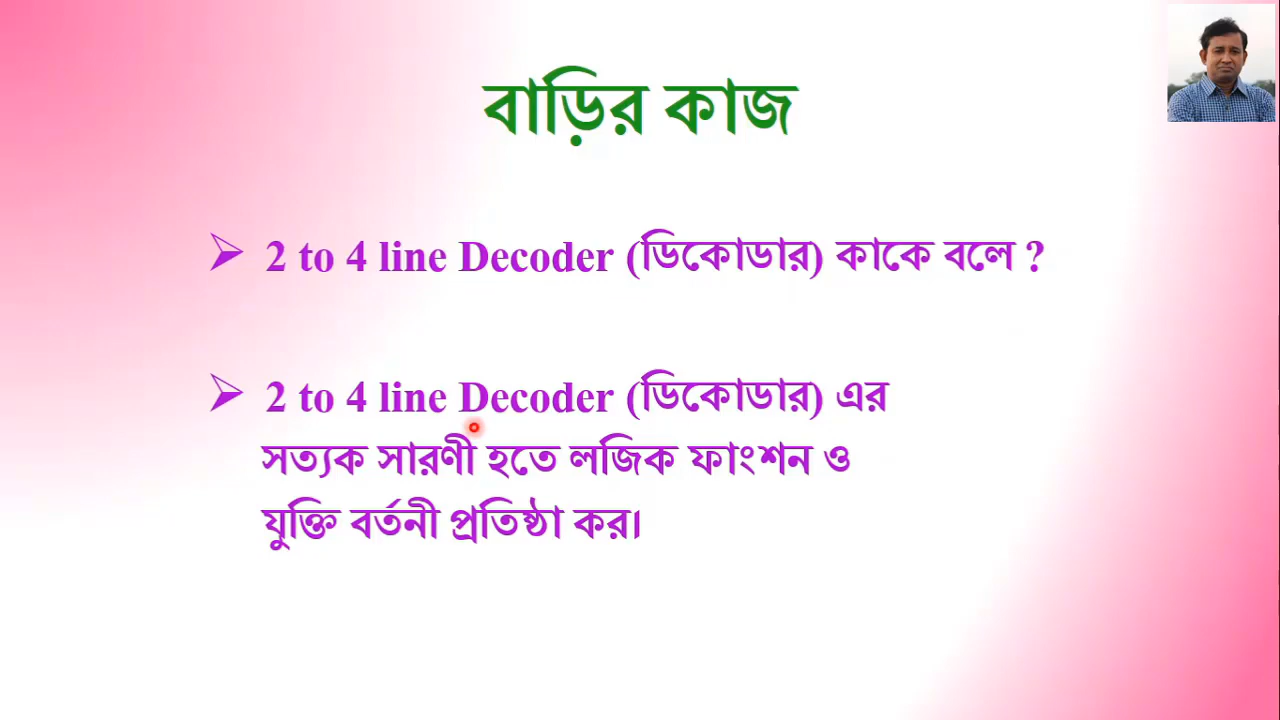 বাড়ির কাজ
➢ 2 to 4 line Decoder (ডিকোডার) কাকে বলে ?
➢ 2 to 4 line Decoder (ডিকোডার) এর
সত্যক সারণী হতে লজিক ফাংশন ও
যুক্তি বর্তনী প্রতিষ্ঠা কর।